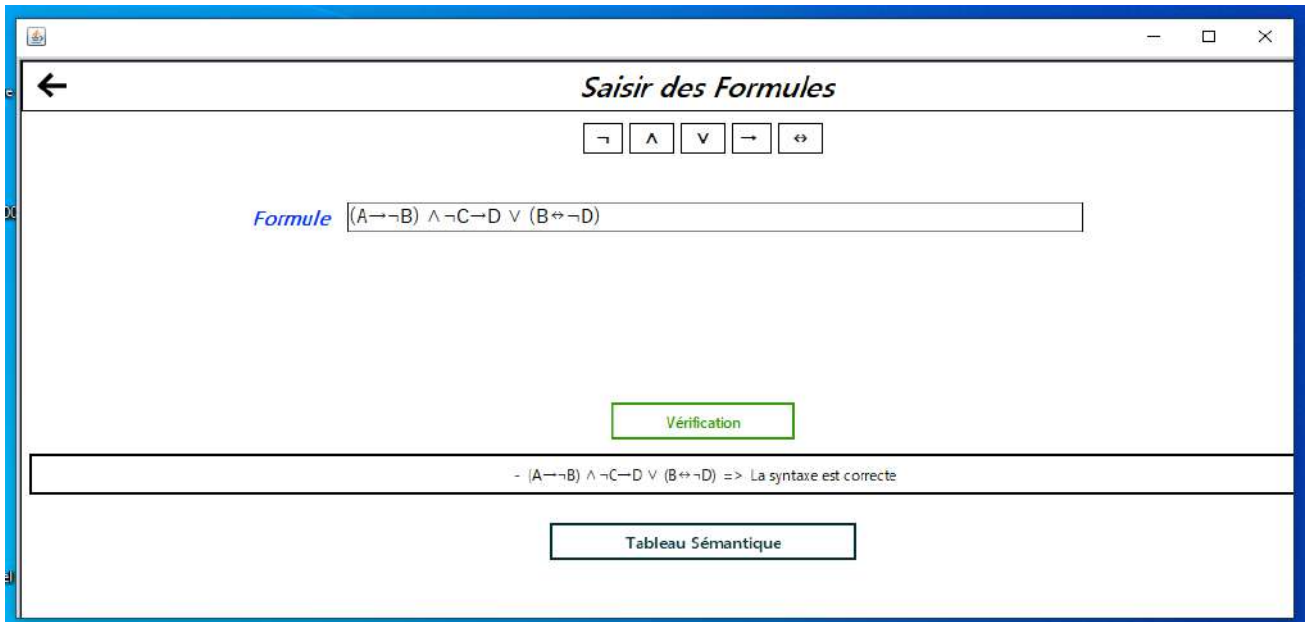 Saisir des Formules
¬ ∧ ∨ → ⇔
Formule (A→¬B) ∧¬C→D ∨ (B⇔¬D)
Vérification
- (A→¬B) ∧ ¬C→D ∨ (B⇔¬D) => La syntaxe est correcte
Tableau Sémantique